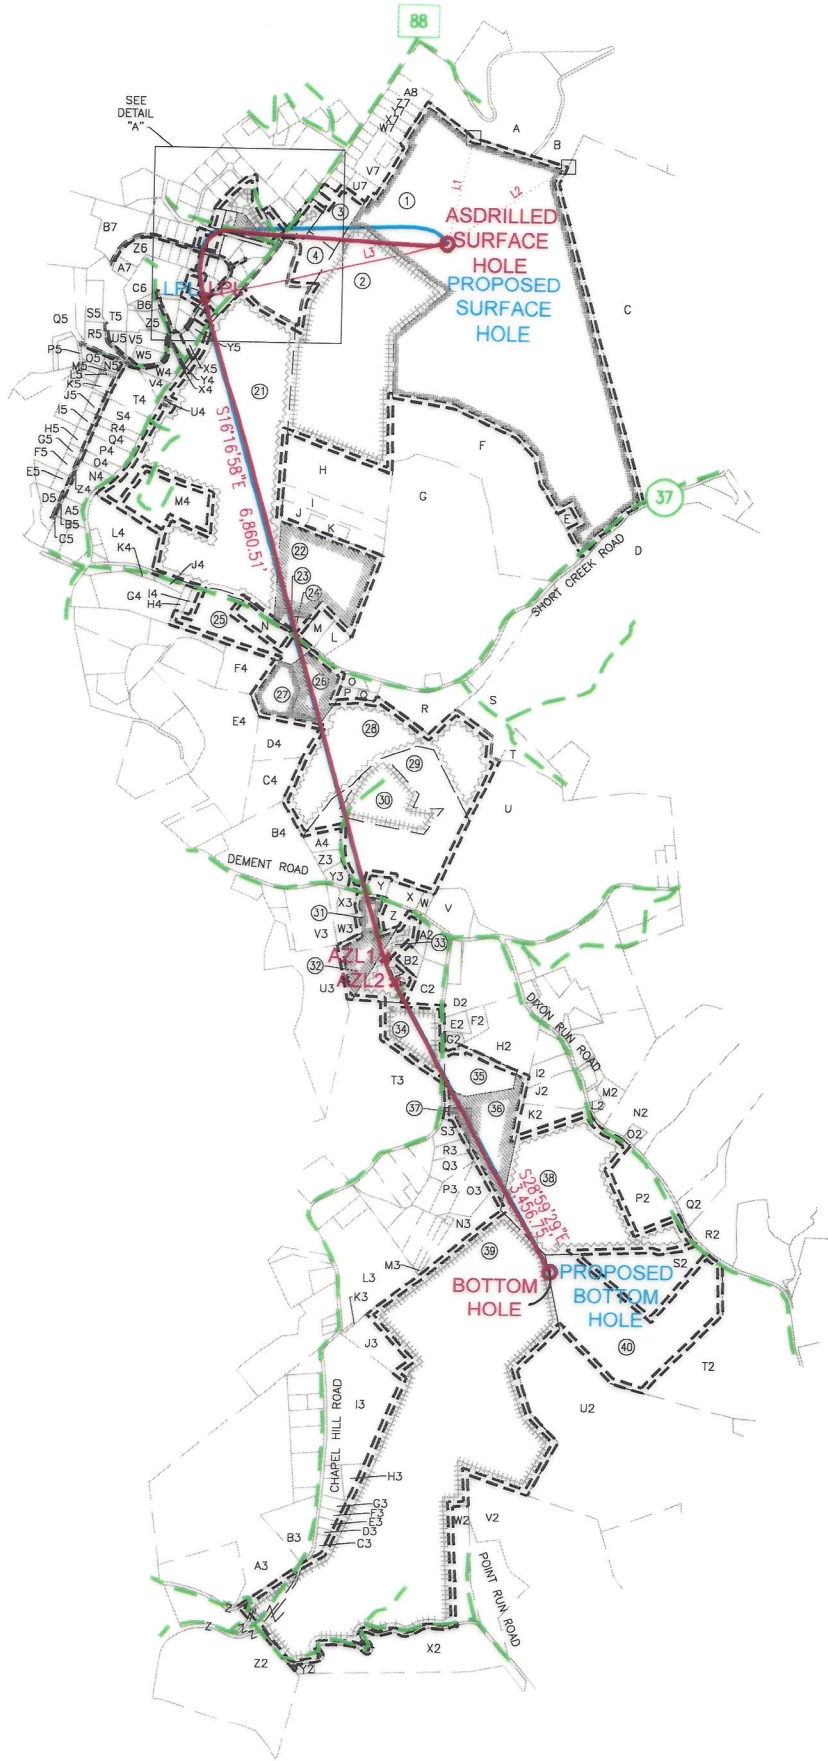 88
SEE
DETAIL
"A"
A8
Z7
Y7
X7
W7
V7
U7
A
B
C
L1
L2
L3
1
2
3
4
ASDRILLED
SURFACE
HOLE
PROPOSED
SURFACE
HOLE
B7
Z6
A7
C6
B6
LPL
LPL
Z5
Y5
Q5
S5
T5
R5
U5
V5
P5
O5
W5
M5
N5
X5
L5
W4
Y4
K5
V4
X4
J5
T4
U4
I5
S4
H5
R4
G5
Q4
F5
P4
O4
E5
N4
Z4
D5
A5
B5
C5
M4
21
S16°16'58"E
6,860.51'
H
I
J
K
F
G
E
D
37
SHORT CREEK ROAD
L4
K4
J4
I4
G4
H4
22
23
24
25
N
M
L
F4
26
27
O
P
Q
R
S
T
U
E4
D4
C4
B4
28
29
30
A4
Z3
Y3
DEMENT ROAD
X3
Y
X
W
V
31
W3
Z
V3
A2
33
AZL1
B2
32
AZL2
C2
U3
D2
E2
F2
G2
34
H2
DIXON RUN ROAD
T3
35
I2
J2
M2
37
36
K2
L2
N2
S3
O2
R3
Q3
38
P3
O3
P2
S28°59'29"E
3,456.75'
Q2
N3
R2
39
S2
M3
L3
BOTTOM
HOLE
PROPOSED
BOTTOM
HOLE
K3
J3
40
T2
I3
U2
CHAPEL HILL ROAD
H3
G3
F3
E3
D3
C3
W2
V2
B3
A3
POINT RUN ROAD
Z
Z
Z2
Y2
X2